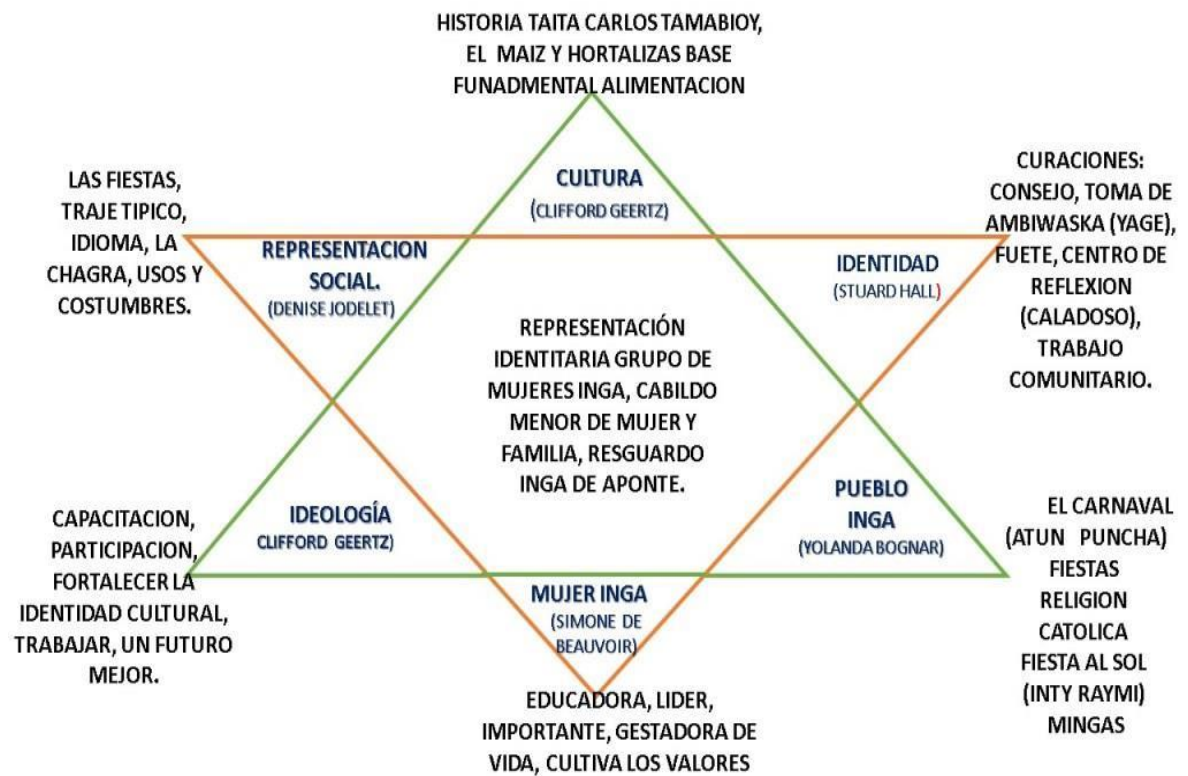 HISTORIA TAITA CARLOS TAMABIOY,
EL MAIZ Y HORTALIZAS BASE
FUNADMENTAL ALIMENTACION
CULTURA
(CLIFFORD GEERTZ)
LAS FIESTAS,
TRAJE TIPICO,
IDIOMA, LA
CHAGRA, USOS Y
COSTUMBRES.
REPRESENTACION
SOCIAL.
(DENISE JODELET)
IDENTIDAD
(STUARD HALL)
CURACIONES:
CONSEJO, TOMA DE
AMBIWASKA (YAGE),
FUETE, CENTRO DE
REFLEXION
(CALADOSO),
TRABAJO
COMUNITARIO.
REPRESENTACIÓN
IDENTITARIA GRUPO DE
MUJERES INGA, CABILDO
MENOR DE MUJER Y
FAMILIA, RESGUARDO
INGA DE APONTE.
CAPACITACION,
PARTICIPACION,
FORTALECER LA
IDENTIDAD CULTURAL,
TRABAJAR, UN FUTURO
MEJOR.
IDEOLOGÍA
CLIFFORD GEERTZ)
PUEBLO
INGA
(YOLANDA BOGNAR)
EL CARNAVAL
(ATUN PUNCHA)
FIESTAS
RELIGION
CATOLICA
FIESTA AL SOL
(INTY RAYMI)
MINGAS
MUJER INGA
(SIMONE DE
BEAUVOIR)
EDUCADORA, LIDER,
IMPORTANTE, GESTADORA DE
VIDA, CULTIVA LOS VALORES